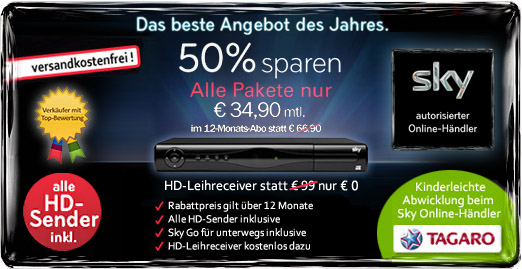 Das beste Angebot des Jahres.
versandkostenfrei !
50% sparen
Alle Pakete nur
€ 34,90 mtl.
im 12-Monats-Abo statt € 66,90
Verkäufer mit
Top-Bewertung
sky
autorisierter
Online-Händler
sky
alle
HD-
Sender
inkl.
HD-Leihreceiver statt € 99 nur € 0
✓ Rabattpreis gilt über 12 Monate
✓ Alle HD-Sender inklusive
✓ Sky Go für unterwegs inklusive
✓ HD-Leihreceiver kostenlos dazu
Kinderleichte
Abwicklung beim
Sky Online-Händler
TAGARO